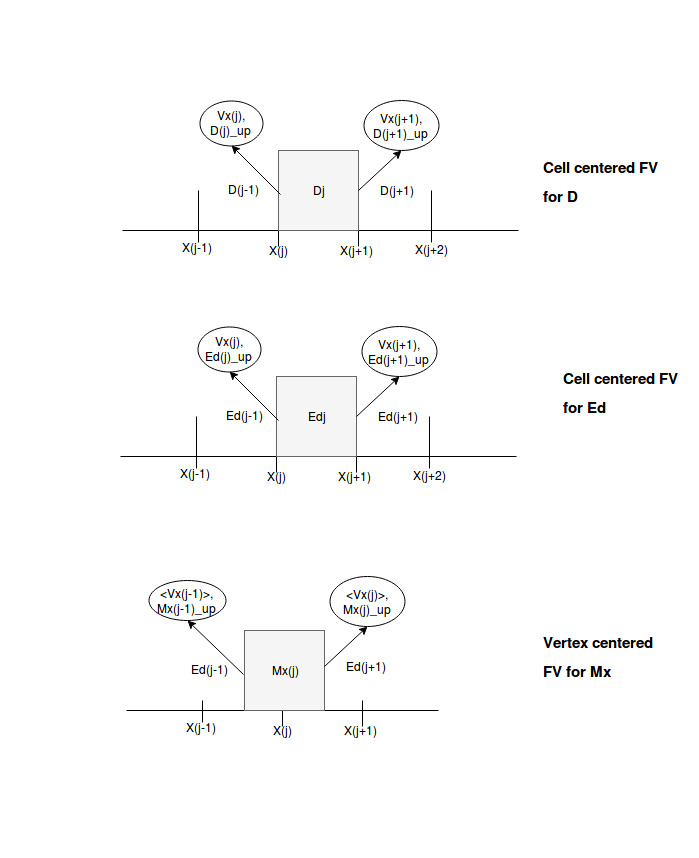 Vx(j),
D(j)_up
Vx(j+1),
D(j+1)_up
Cell centered FV
for D
D(j-1)
Dj
D(j+1)
X(j-1)
X(j)
X(j+1)
X(j+2)
Vx(j),
Ed(j)_up
Vx(j+1),
Ed(j+1)_up
Cell centered FV
for Ed
Ed(j-1)
Edj
Ed(j+1)
X(j-1)
X(j)
X(j+1)
X(j+2)
<Vx(j-1)>,
Mx(j-1)_up
<Vx(j)>,
Mx(j)_up
Vertex centered
FV for Mx
Ed(j-1)
Mx(j)
Ed(j+1)
X(j-1)
X(j)
X(j+1)